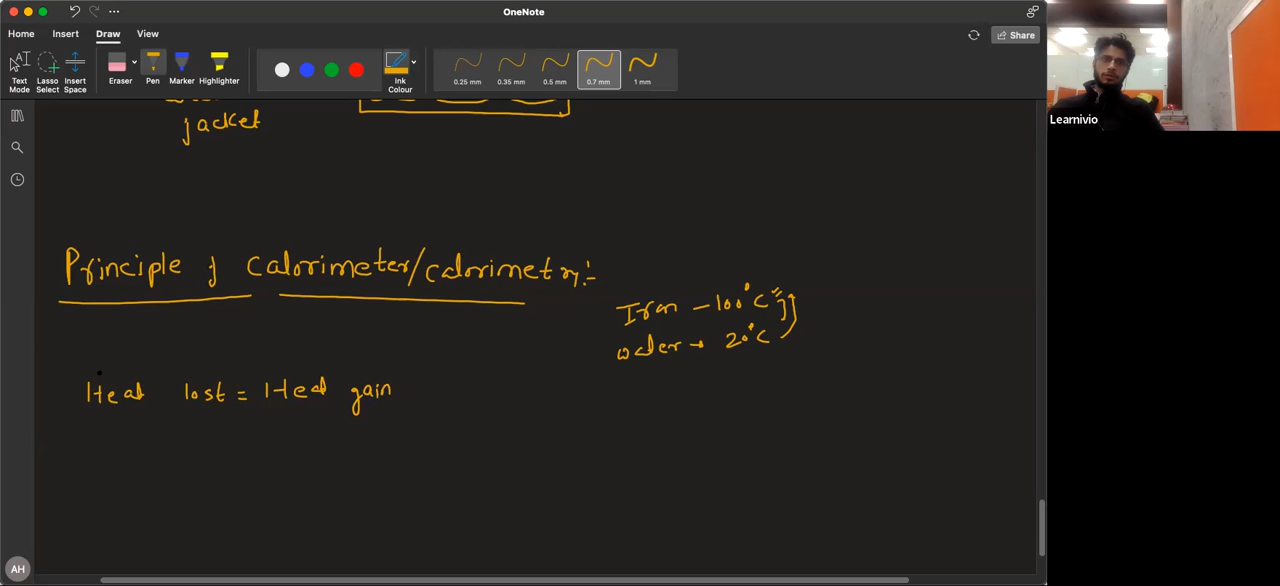 OneNote
Home Insert Draw View
Share
Text Mode Lasso Select Insert Space Eraser Pen Marker Highlighter Ink Colour 0.25 mm 0.35 mm 0.5 mm 0.7 mm 1 mm
Learnivio
jacket
Principle of calorimeter/calorimetry:-
Iron - 100°C
water → 20°C
Heat lost = Heat gain
AH